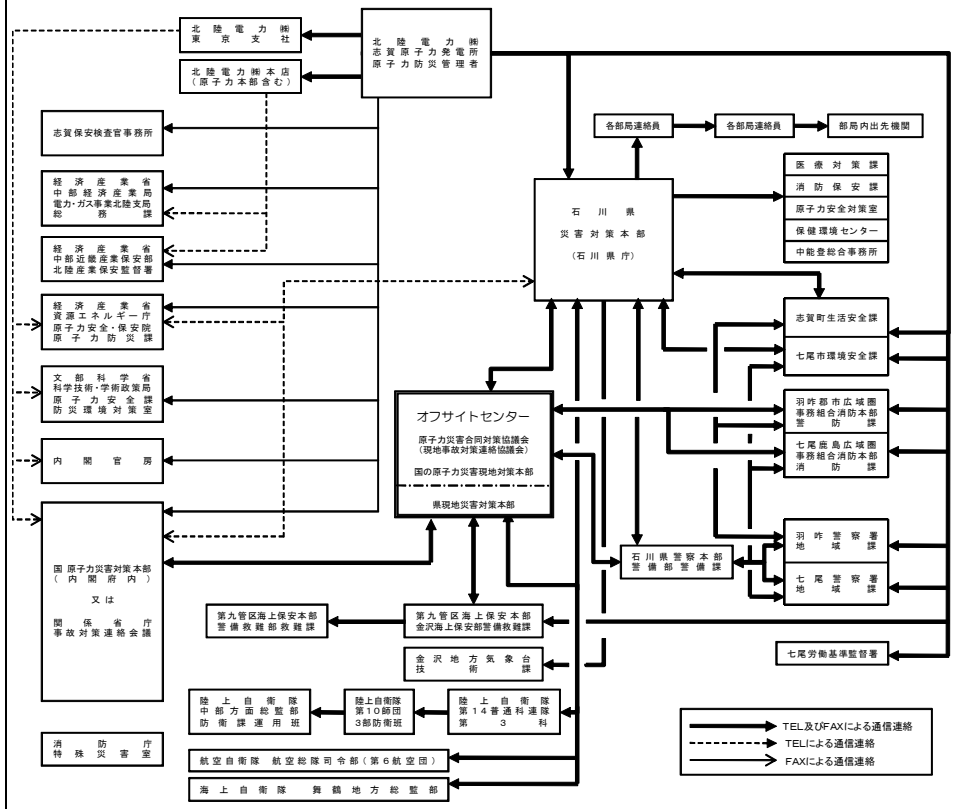 北陸電力㈱
東京支社
北陸電力㈱
志賀原子力発電所
原子力防災管理者
北陸電力㈱本店
(原子力本部含む)
志賀保安検査官事務所
各部局連絡員
各部局連絡員
部局内出先機関
経済産業省
中部経済産業局
電力・ガス事業北陸支局
総務課
石川県
災害対策本部
(石川県庁)
医療対策課
消防保安課
原子力安全対策室
保健環境センター
中能登総合事務所
経済産業省
中部近畿産業保安部
北陸産業保安監督署
経済産業省
資源エネルギー庁
原子力安全・保安院
原子力防災課
志賀町生活安全課
七尾市環境安全課
文部科学省
科学技術・学術政策局
原子力安全課
防災環境対策室
オフサイトセンター
原子力災害合同対策協議会
(現地事故対策連絡協議会)
国の原子力災害現地対策本部
県現地災害対策本部
羽咋郡市広域圏
事務組合消防本部
警防課
七尾鹿島広域圏
事務組合消防本部
消防課
内閣官房
国原子力災害対策本部
(内閣府内)
又は
関係省庁
事故対策連絡会議
石川県警察本部
警備部警備課
羽咋警察署
地域課
七尾警察署
地域課
第九管区海上保安本部
警備救難部救難課
第九管区海上保安本部
金沢海上保安部警備救難課
金沢地方気象台
技術課
七尾労働基準監督署
陸上自衛隊
中部方面総監部
防衛課運用班
陸上自衛隊
第10師団
3部防衛班
陸上自衛隊
第14普通科連隊
第3科
消防庁
特殊災害室
航空自衛隊 航空総隊司令部(第6航空団)
海上自衛隊 舞鶴地方総監部
TEL及びFAXによる通信連絡
TELによる通信連絡
FAXによる通信連絡